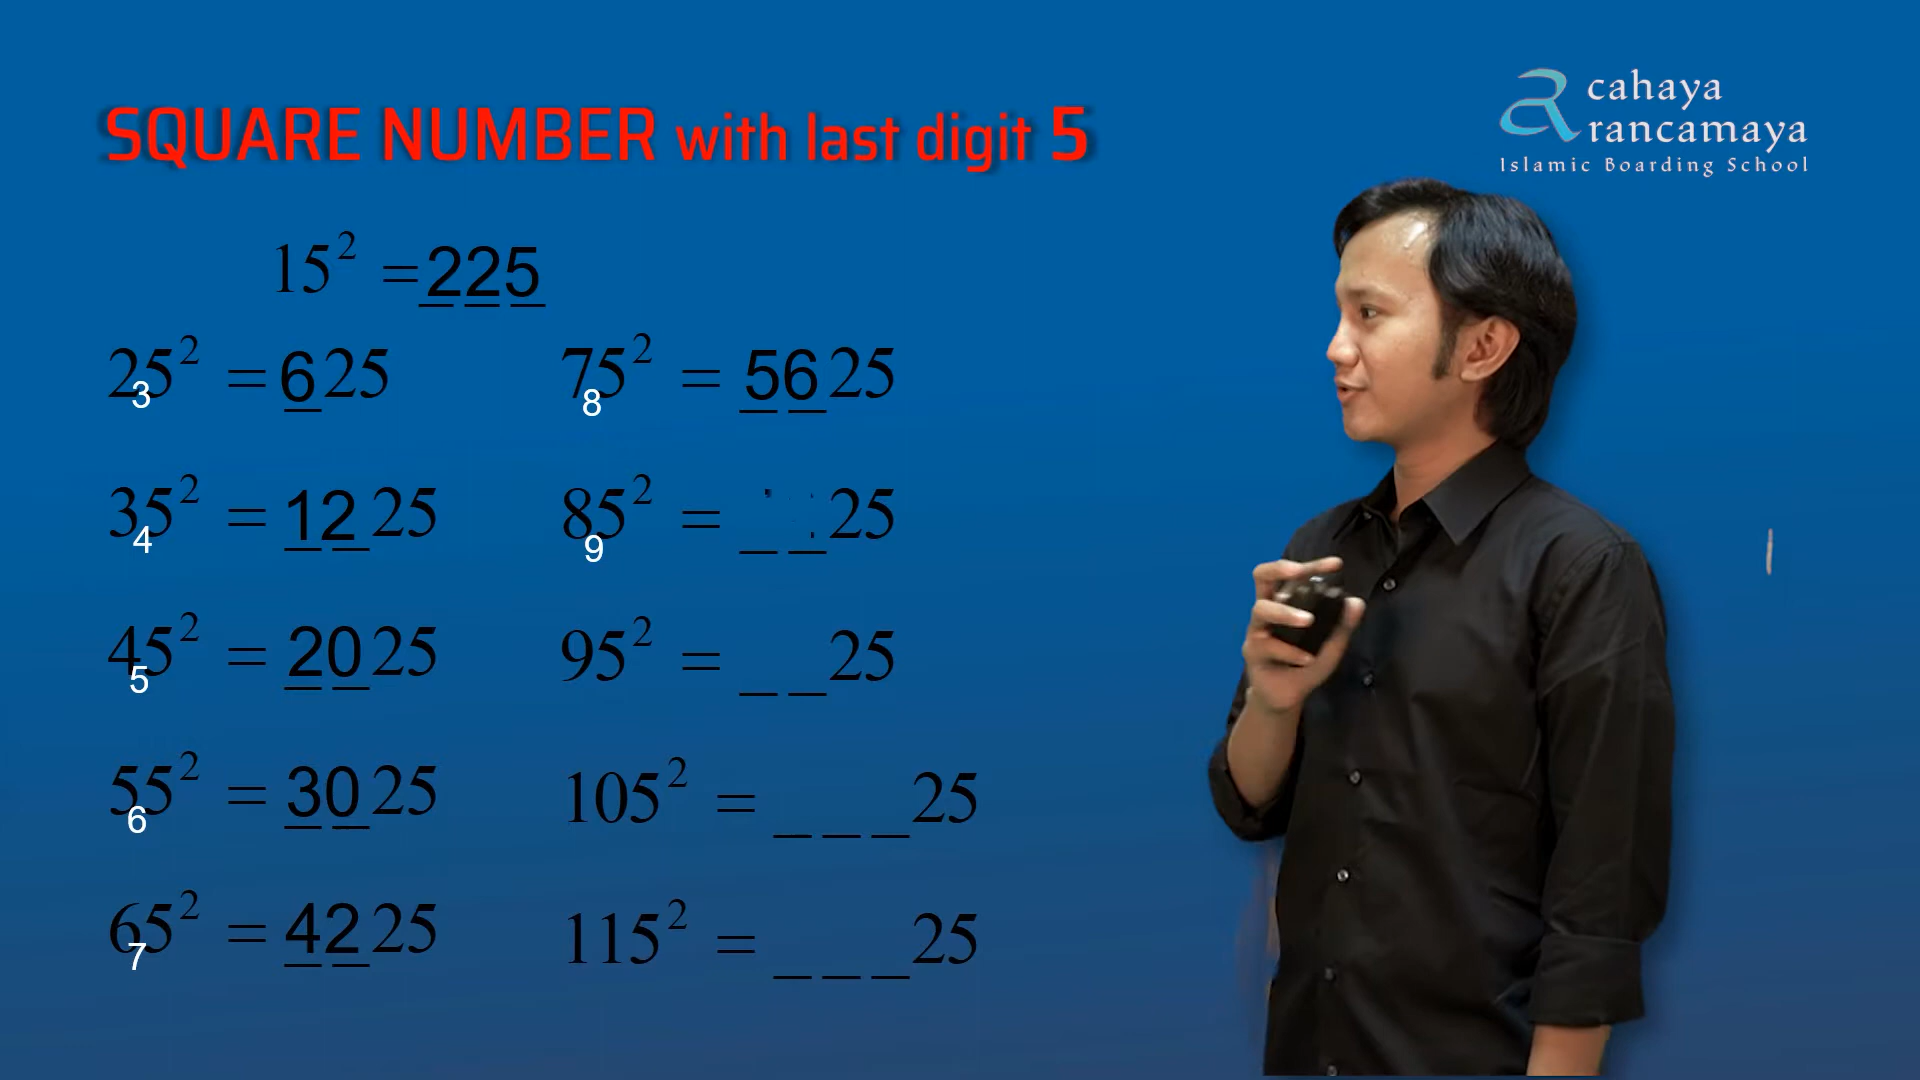 SQUARE NUMBER with last digit 5
cahaya
rancamaya
Islamic Boarding School
15² = 225
25² = 625
3
35² = 1225
4
45² = 2025
5
55² = 3025
6
65² = 4225
7
75² = 5625
8
85² = _ _ 25
9
95² = _ _ 25
105² = _ _ _ 25
115² = _ _ _ 25